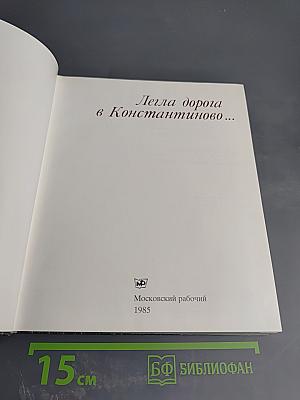 Легла дорога
в Константиново...
МР
Московский рабочий
1985
15 см
БФ БИБЛИОФАН